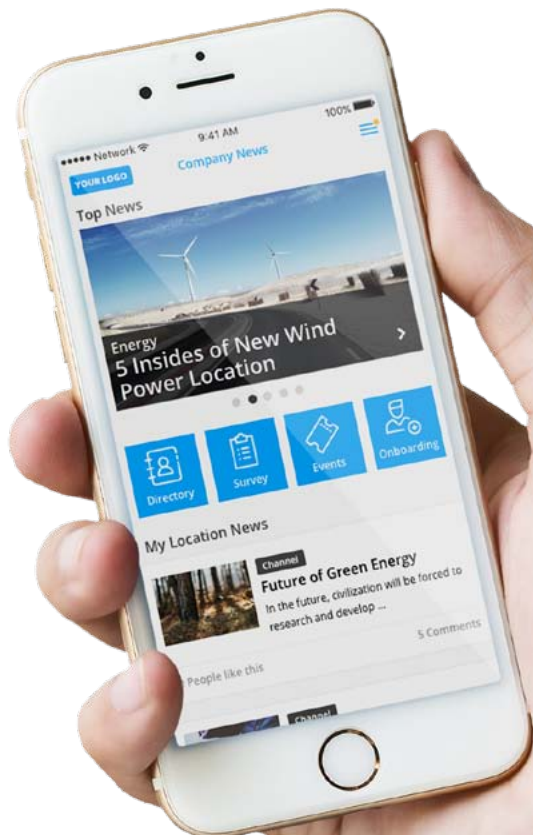 Network
9:41 AM
100%
YOUR LOGO
Company News
Top News
Energy
5 Insides of New Wind
Power Location
Directory
Survey
Events
Onboarding
My Location News
Channel
Future of Green Energy
In the future, civilization will be forced to
research and develop ...
People like this
5 Comments
Channel